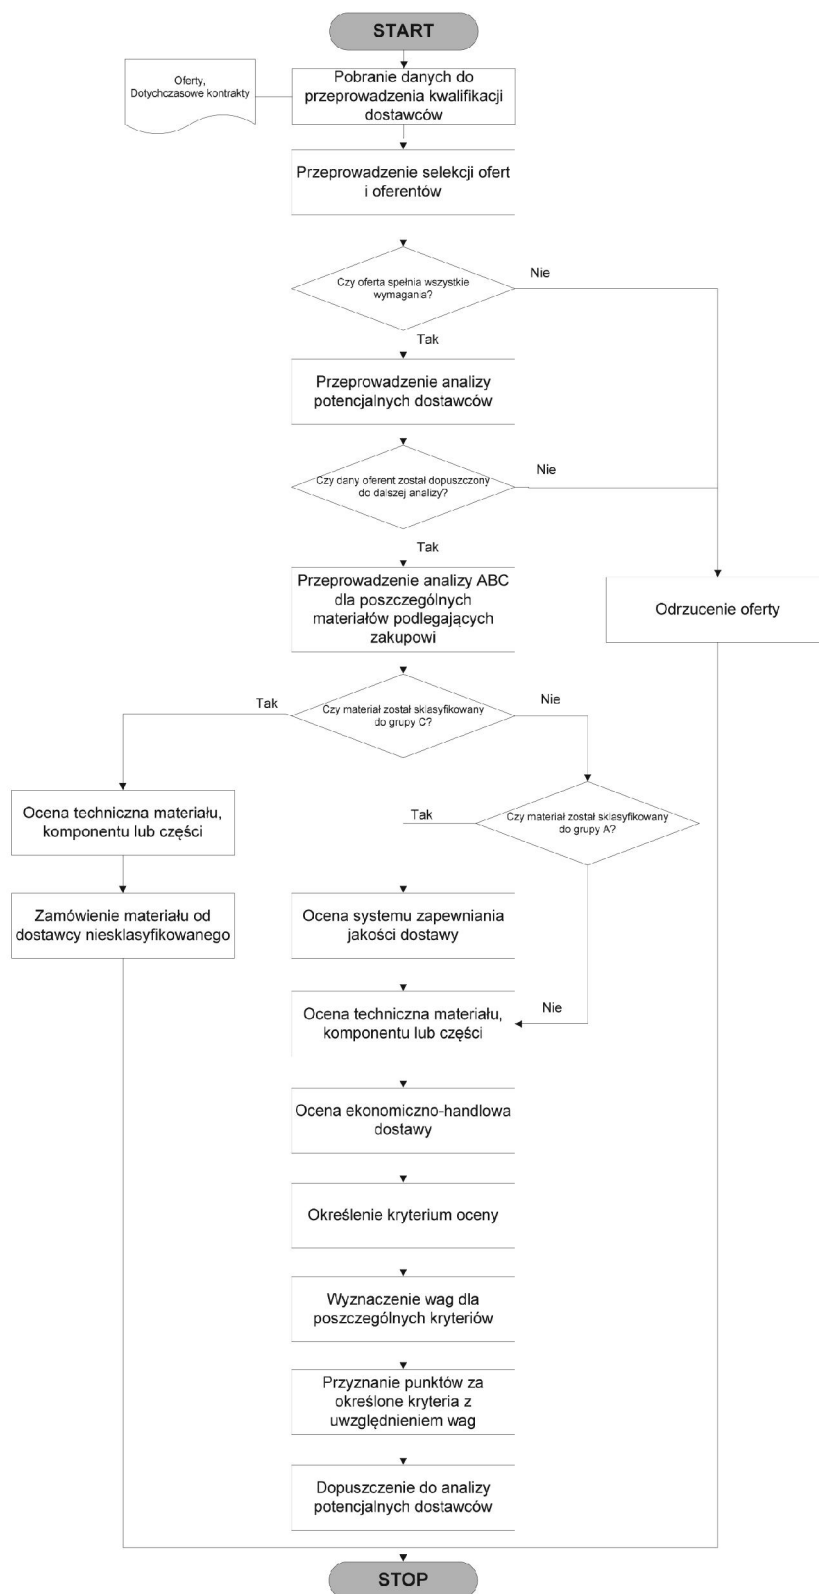 START
Oferty,
Dotychczasowe kontrakty
Pobranie danych do
przeprowadzenia kwalifikacji
dostawców
Przeprowadzenie selekcji ofert
i oferentów
Czy oferta spełnia wszystkie
wymagania?
Nie
Tak
Przeprowadzenie analizy
potencjalnych dostawców
Czy dany oferent został dopuszczony
do dalszej analizy?
Nie
Tak
Przeprowadzenie analizy ABC
dla poszczególnych
materiałów podlegających
zakupowi
Odrzucenie oferty
Czy materiał został sklasyfikowany
do grupy C?
Tak
Nie
Ocena techniczna materiału,
komponentu lub części
Tak
Czy materiał został sklasyfikowany
do grupy A?
Zamówienie materiału od
dostawcy niesklasyfikowanego
Ocena systemu zapewniania
jakości dostawy
Ocena techniczna materiału,
komponentu lub części
Nie
Ocena ekonomiczno-handlowa
dostawy
Określenie kryterium oceny
Wyznaczenie wag dla
poszczególnych kryteriów
Przyznanie punktów za
określone kryteria z
uwzględnieniem wag
Dopuszczenie do analizy
potencjalnych dostawców
STOP